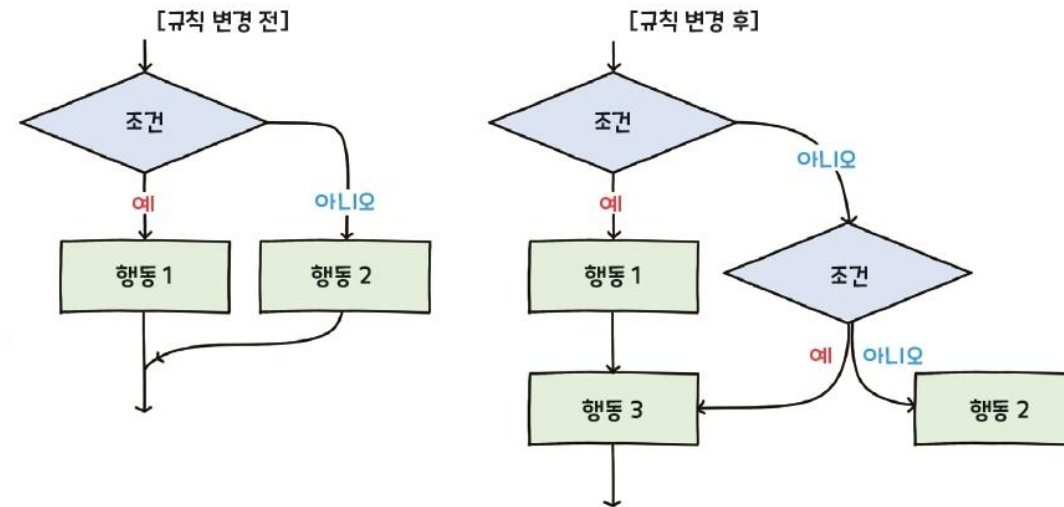 [규칙 변경 전]
조건
예
아니오
행동 1
행동 2
[규칙 변경 후]
조건
아니오
예
행동 1
조건
예
아니오
행동 3
행동 2